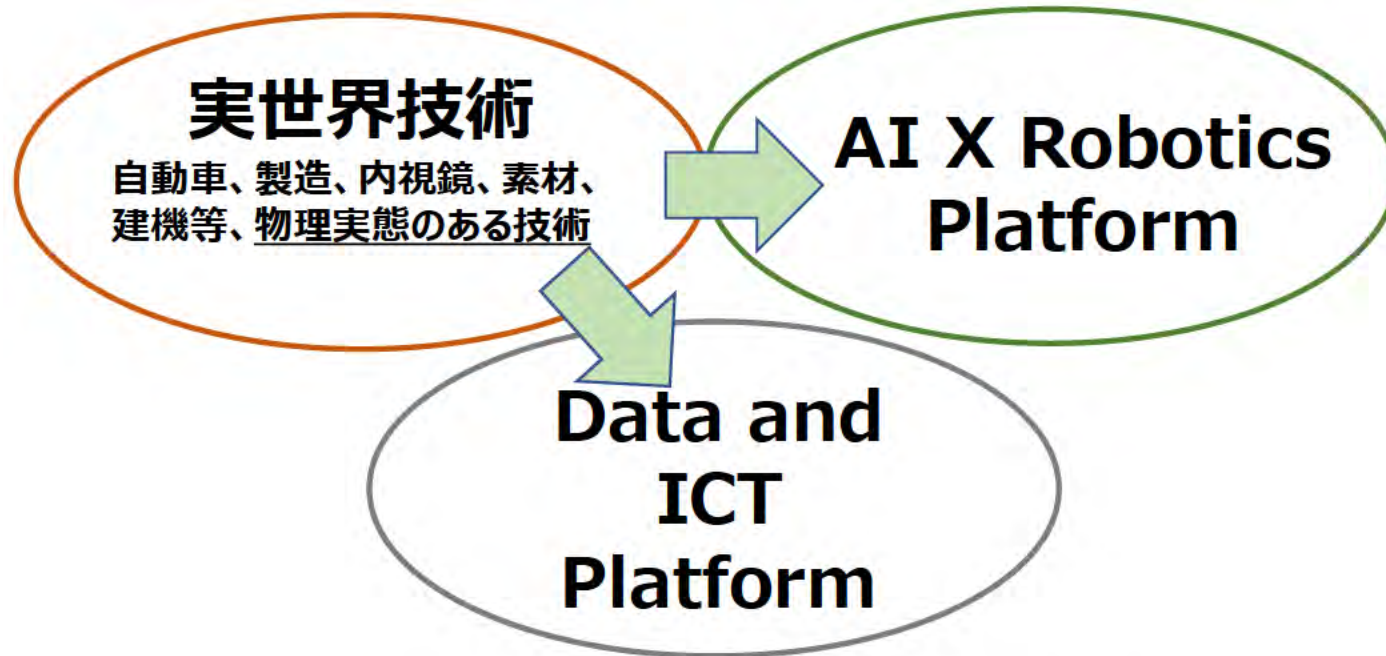 実世界技術
自動車、製造、内視鏡、素材、
建機等、物理実態のある技術
AI X Robotics
Platform
Data and
ICT
Platform